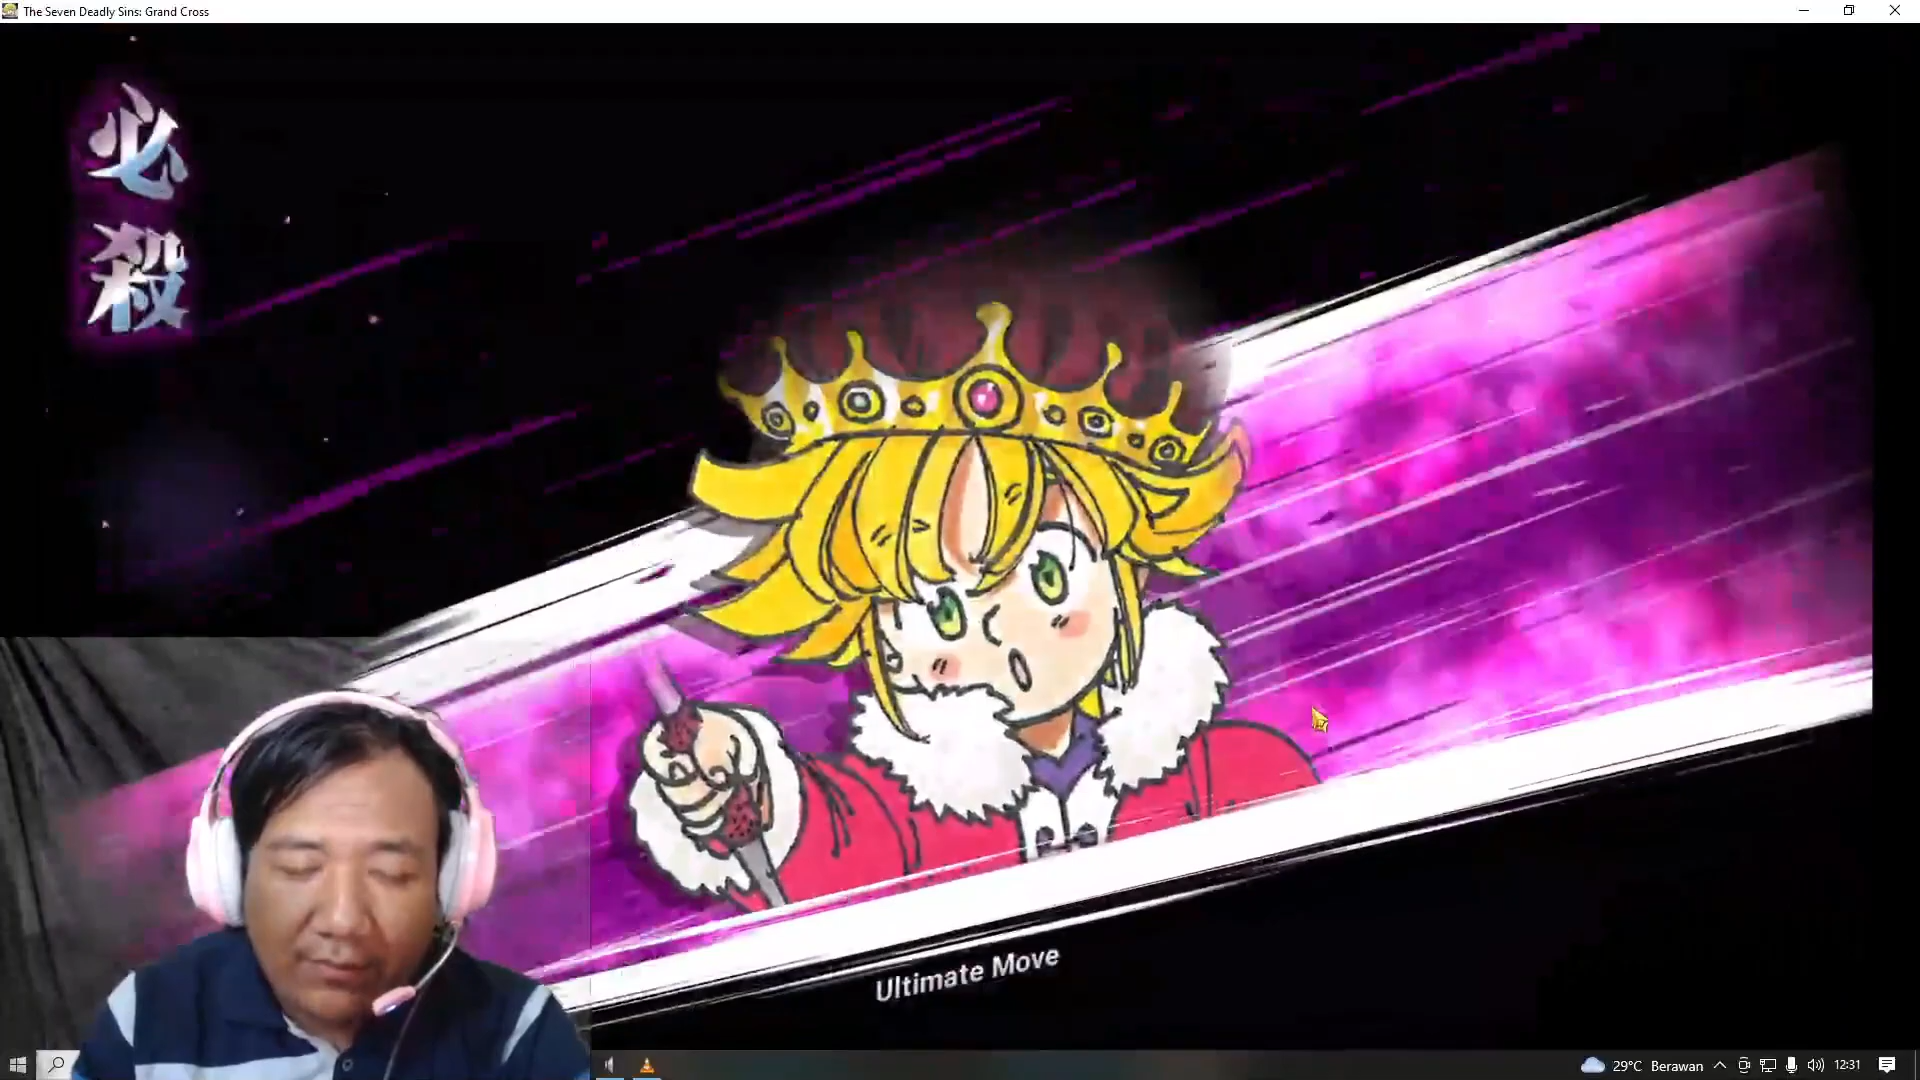 The Seven Deadly Sins: Grand Cross
必
殺
Ultimate Move
29°C Berawan
12:31